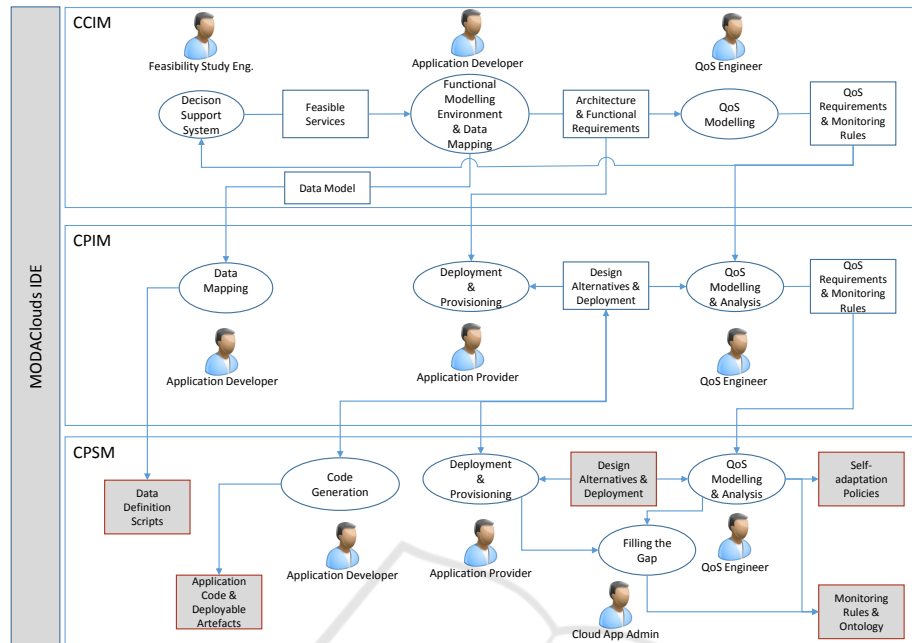 MODAClouds IDE
CCIM
Feasibility Study Eng.
Application Developer
QoS Engineer
Decison
Support
System
Feasible
Services
Functional
Modelling
Environment
& Data
Mapping
Architecture
& Functional
Requirements
QoS
Modelling
QoS
Requirements
& Monitoring
Rules
Data Model
CPIM
Data
Mapping
Deployment
&
Provisioning
Design
Alternatives &
Deployment
QoS
Modelling
& Analysis
QoS
Requirements
& Monitoring
Rules
Application Developer
Application Provider
QoS Engineer
CPSM
Data
Definition
Scripts
Code
Generation
Deployment
&
Provisioning
Design
Alternatives &
Deployment
QoS
Modelling
& Analysis
Self-
adaptation
Policies
Application Developer
Application Provider
Filling the
Gap
QoS Engineer
Application
Code &
Deployable
Artefacts
Cloud App Admin
Monitoring
Rules &
Ontology